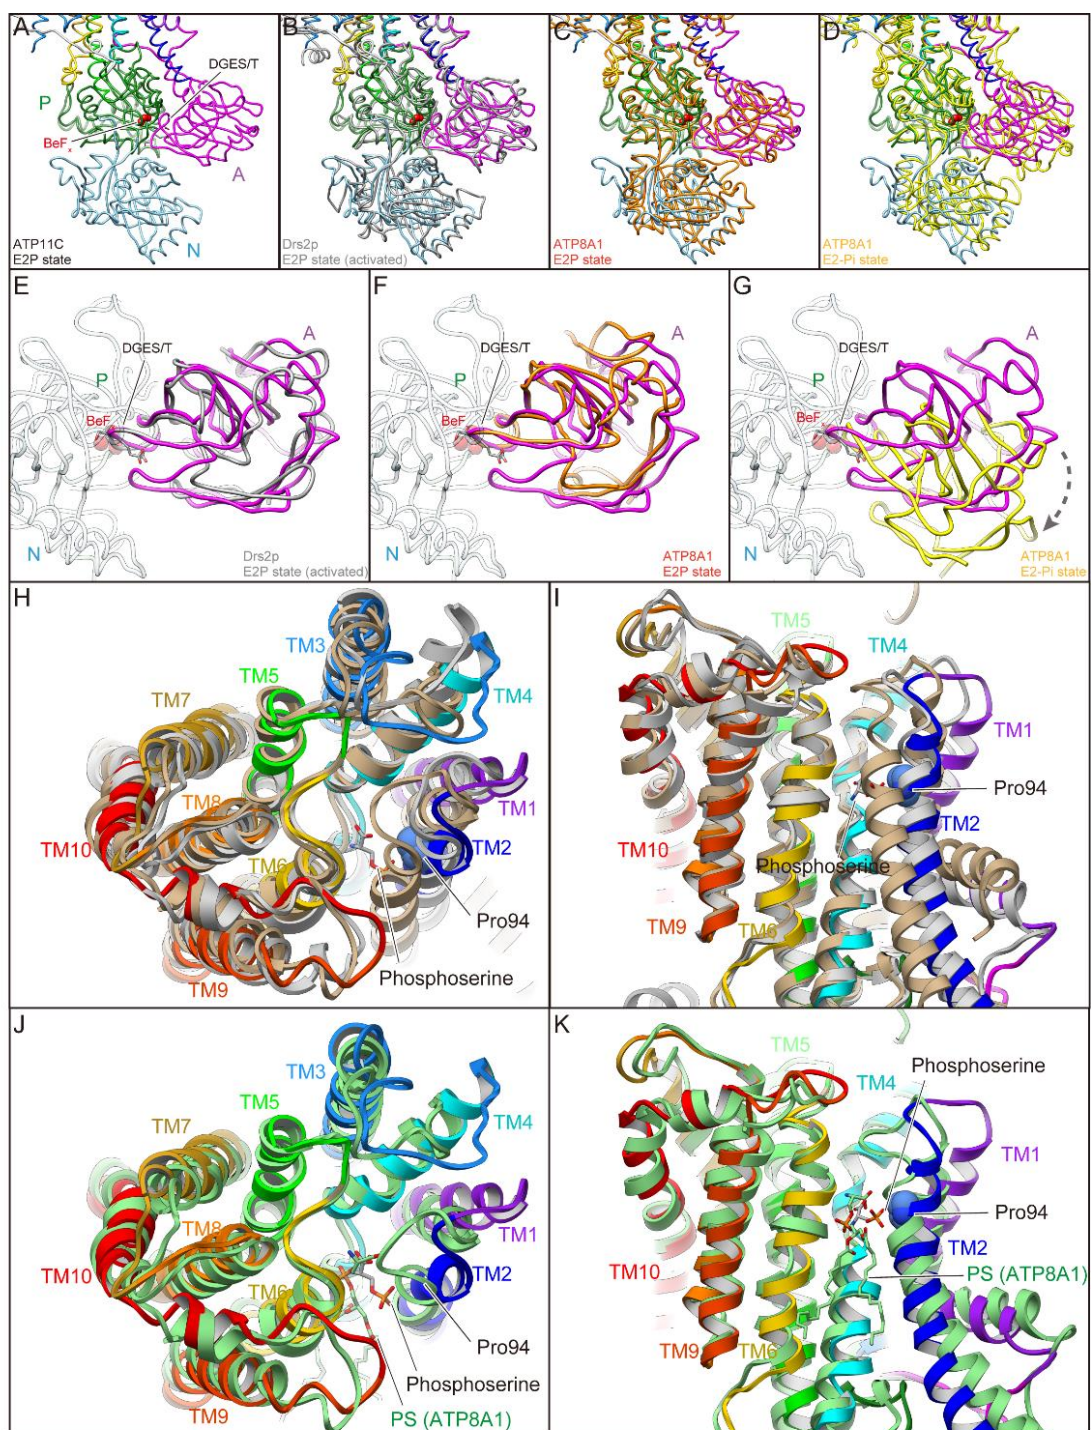 A
DGES/T
P
BeFx
A
ATP11C
E2P state
N
B
Drs2p
E2P state (activated)
C
ATP8A1
E2P state
D
ATP8A1
E2-Pi state
E
A
DGES/T
P
BeF
N
Drs2p
E2P state (activated)
F
A
DGES/T
P
BeF
N
ATP8A1
E2P state
G
A
DGES/T
P
BeF
N
ATP8A1
E2-Pi state
H
TM3
TM5
TM4
TM7
TM1
TM8
TM10
TM6
TM2
Pro94
Phosphoserine
TM9
I
TM5
TM4
TM1
Pro94
TM2
TM10
Phosphoserine
TM6
TM9
J
TM3
TM5
TM4
TM7
TM1
TM8
TM10
TM6
TM2
Pro94
Phosphoserine
TM9
PS (ATP8A1)
K
TM5
Phosphoserine
TM4
TM1
Pro94
TM2
TM10
PS (ATP8A1)
TM9
TM6